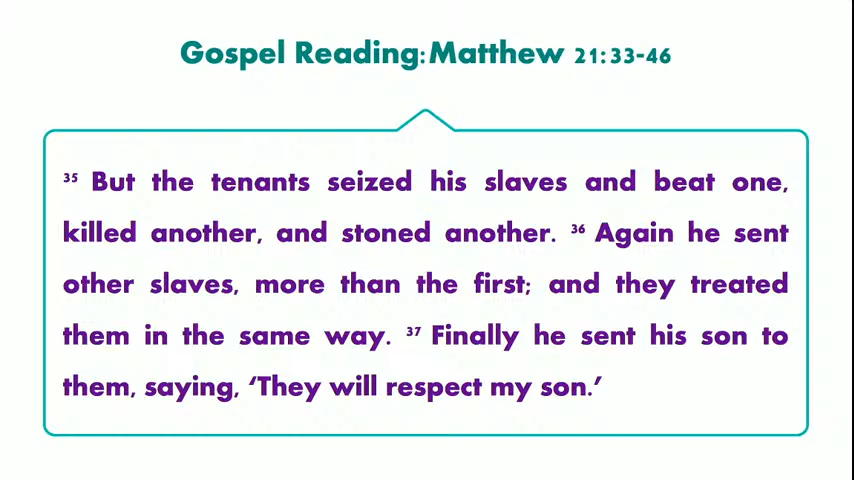 Gospel Reading: Matthew 21:33-46
35 But the tenants seized his slaves and beat one,
killed another, and stoned another. 36 Again he sent
other slaves, more than the first; and they treated
them in the same way. 37 Finally he sent his son to
them, saying, ‘They will respect my son.’